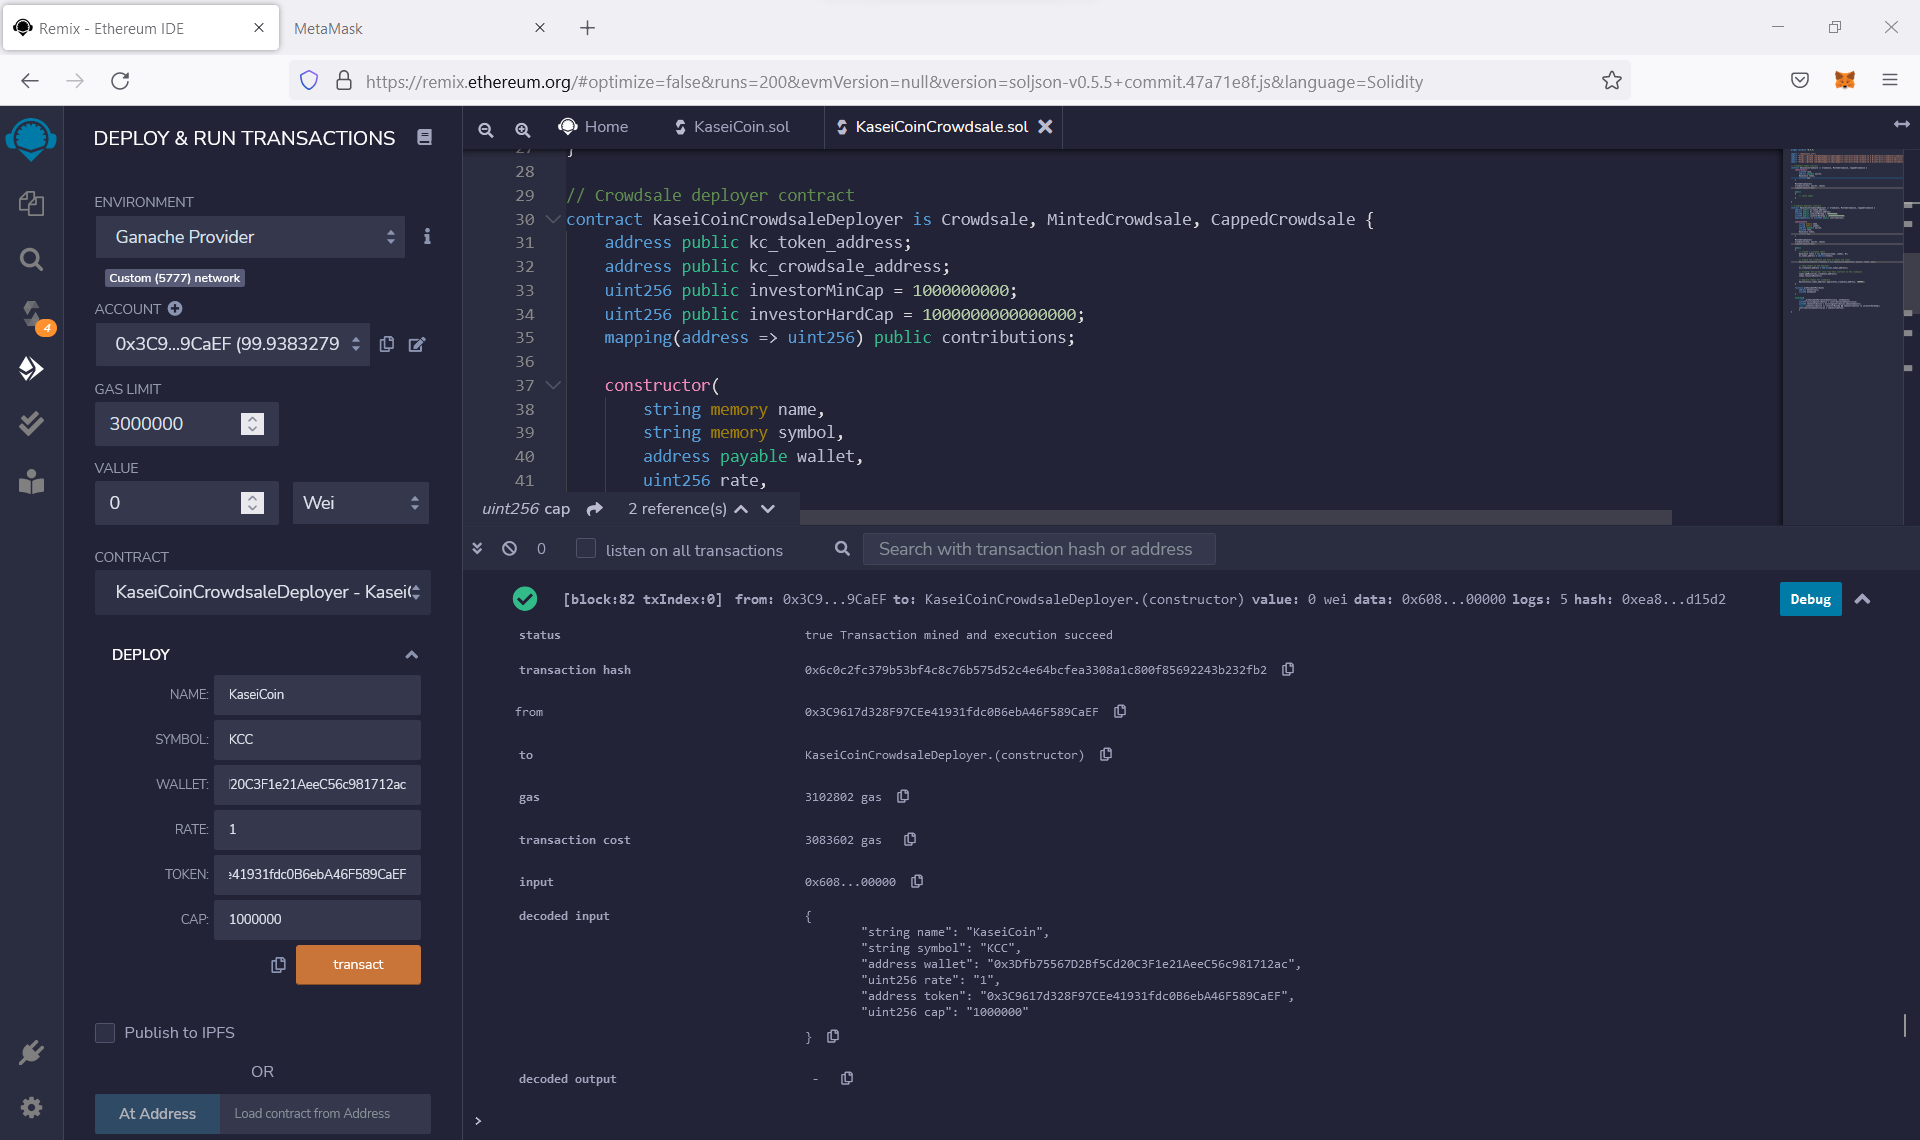 Remix - Ethereum IDE
MetaMask
https://remix.ethereum.org/#optimize=false&runs=200&evmVersion=null&version=soljson-v0.5.5+commit.47a71e8f.js&language=Solidity
DEPLOY & RUN TRANSACTIONS
ENVIRONMENT
Ganache Provider
Custom (5777) network
ACCOUNT
0x3C9...9CaEF (99.9383279
GAS LIMIT
3000000
VALUE
0
Wei
CONTRACT
KaseiCoinCrowdsaleDeployer - Kasei
DEPLOY
NAME: KaseiCoin
SYMBOL: KCC
WALLET: 20C3F1e21AeeC56c981712ac
RATE: 1
TOKEN: e41931fdc0B6ebA46F589CaEF
CAP: 1000000
transact
Publish to IPFS
OR
At Address
Load contract from Address
4
Home
KaseiCoin.sol
KaseiCoinCrowdsale.sol
27 }
28
29 // Crowdsale deployer contract
30 contract KaseiCoinCrowdsaleDeployer is Crowdsale, MintedCrowdsale, CappedCrowdsale {
31 address public kc_token_address;
32 address public kc_crowdsale_address;
33 uint256 public investorMinCap = 1000000000;
34 uint256 public investorHardCap = 1000000000000000;
35 mapping(address => uint256) public contributions;
36
37 constructor(
38 string memory name,
39 string memory symbol,
40 address payable wallet,
41 uint256 rate,
uint256 cap
2 reference(s)
0
listen on all transactions
Search with transaction hash or address
[block:82 txIndex:0] from: 0x3C9...9CaEF to: KaseiCoinCrowdsaleDeployer.(constructor) value: 0 wei data: 0x608...00000 logs: 5 hash: 0xea8...d15d2
Debug
status true Transaction mined and execution succeed
transaction hash 0x6c0c2fc379b53bf4c8c76b575d52c4e64bcfea3308a1c800f85692243b232fb2
from 0x3C9617d328F97CEe41931fdc0B6ebA46F589CaEF
to KaseiCoinCrowdsaleDeployer.(constructor)
gas 3102802 gas
transaction cost 3083602 gas
input 0x608...00000
decoded input {
"string name": "KaseiCoin",
"string symbol": "KCC",
"address wallet": "0x3Dfb75567D2Bf5Cd20C3F1e21AeeC56c981712ac",
"uint256 rate": "1",
"address token": "0x3C9617d328F97CEe41931fdc0B6ebA46F589CaEF",
"uint256 cap": "1000000"
}
decoded output -
>